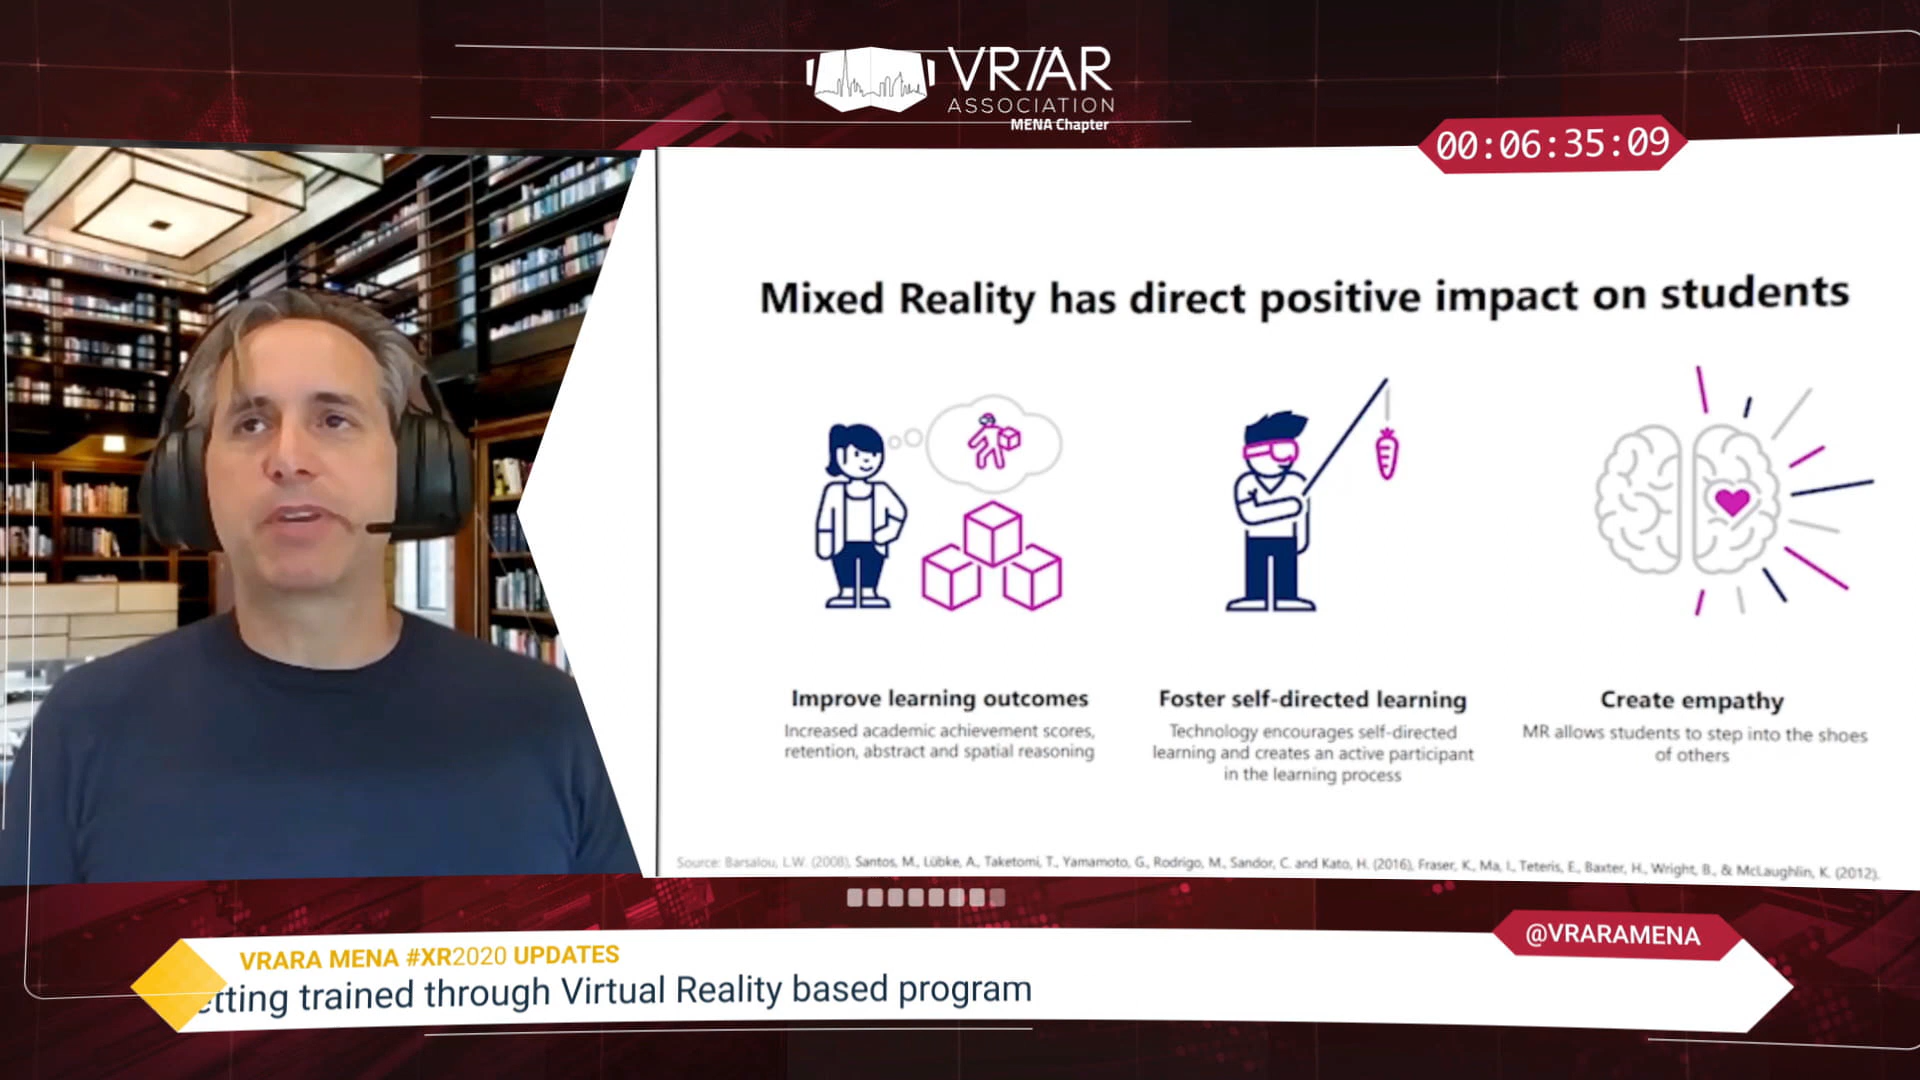 VR/AR
ASSOCIATION
MENA Chapter
00:06:35:09
Mixed Reality has direct positive impact on students
Improve learning outcomes
Increased academic achievement scores,
retention, abstract and spatial reasoning
Foster self-directed learning
Technology encourages self-directed
learning and creates an active participant
in the learning process
Create empathy
MR allows students to step into the shoes
of others
Source: Barsalou, L.W. (2008), Santos, M., Lübke, A., Taketomi, T., Yamamoto, G., Rodrigo, M., Sandor, C. and Kato, H. (2016), Fraser, K., Ma, I., Teteris, E., Baxter, H., Wright, B., & McLaughlin, K. (2012).
@VRARAMENA
VRARA MENA #XR2020 UPDATES
etting trained through Virtual Reality based program